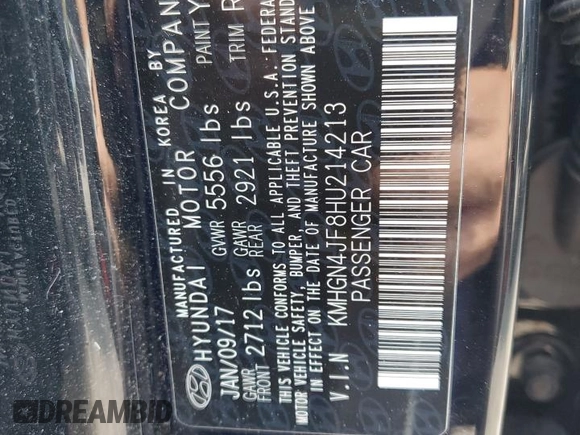 MANUFACTURED IN KOREA BY
HYUNDAI MOTOR COMPAN
JAN/09/17 GVWR 5556 lbs PAINT Y
GAWR FRONT 2712 lbs GAWR REAR 2921 lbs TRIM R
THIS VEHICLE CONFORMS TO ALL APPLICABLE U.S.A. FEDERA
MOTOR VEHICLE SAFETY, BUMPER, AND THEFT PREVENTION STAND
IN EFFECT ON THE DATE OF MANUFACTURE SHOWN ABOVE
V.I.N KMHGN4JF8HU214213
PASSENGER CAR
DREAMBID